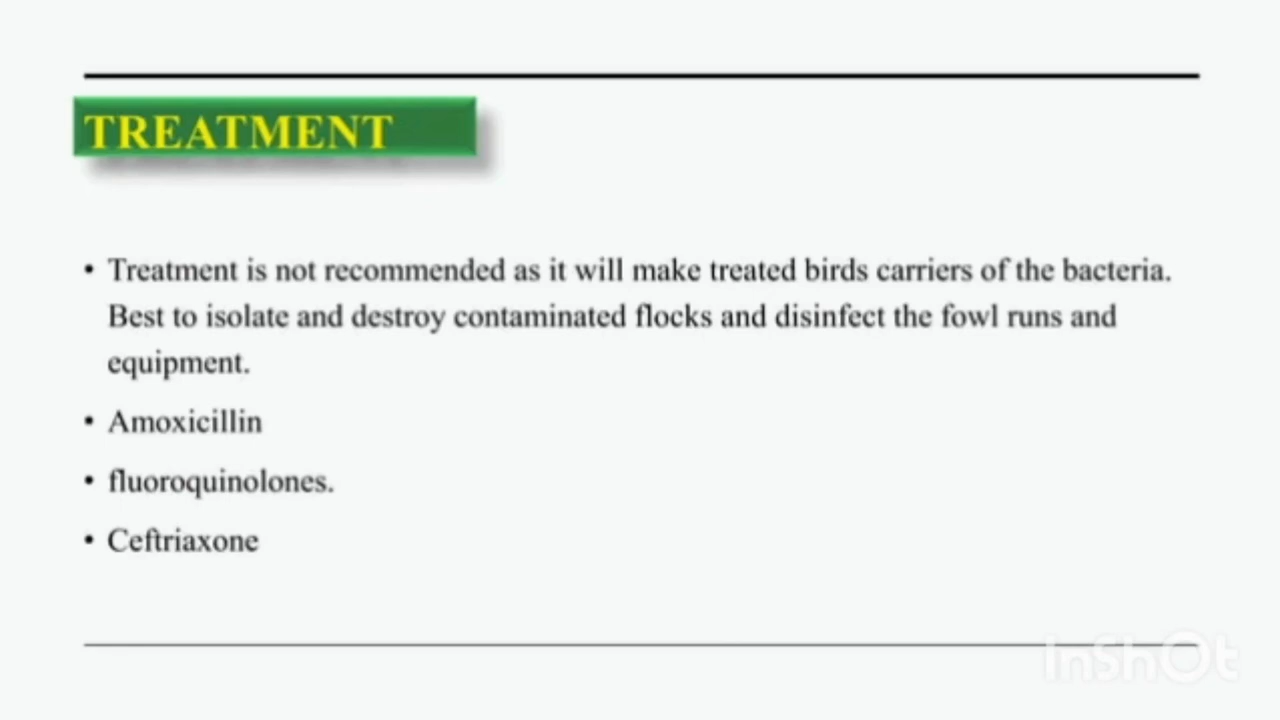 TREATMENT
• Treatment is not recommended as it will make treated birds carriers of the bacteria.
Best to isolate and destroy contaminated flocks and disinfect the fowl runs and
equipment.
• Amoxicillin
• fluoroquinolones.
• Ceftriaxone
InShOt